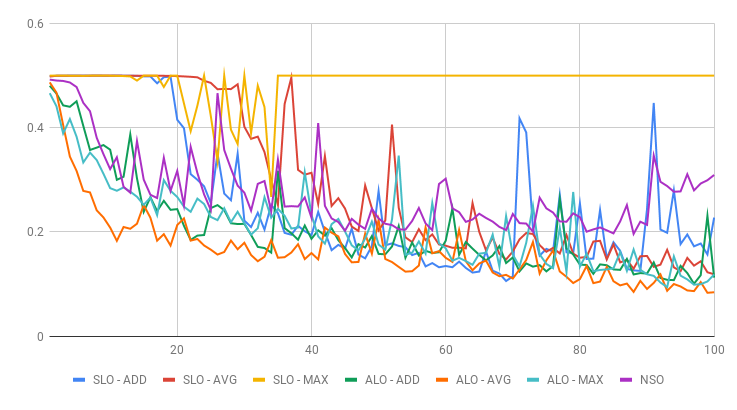 0.6
0.4
0.2
0
20 40 60 80 100
SLO - ADD SLO - AVG SLO - MAX ALO - ADD ALO - AVG ALO - MAX NSO